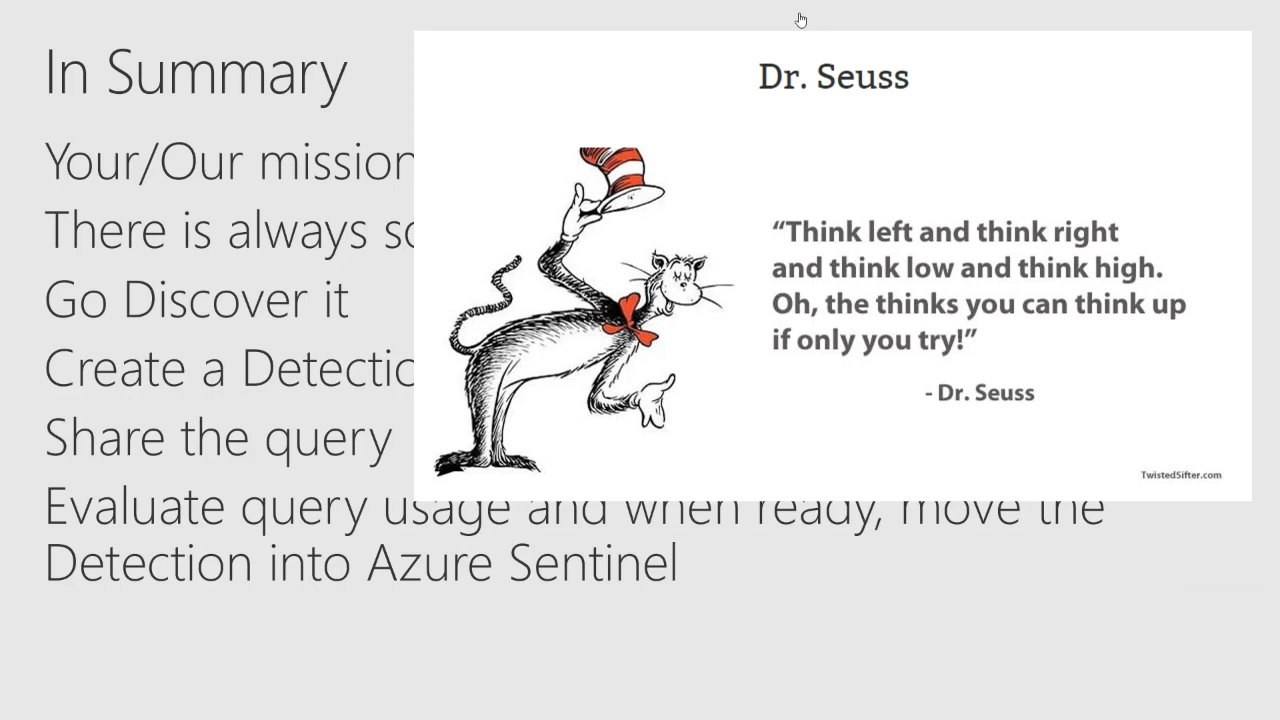 In Summary
Your/Our mission
There is always
Go Discover it
Create a
Share the query
Evaluate query usage and when ready, move the
Detection into Azure Sentinel
Dr. Seuss
“Think left and think right
and think low and think high.
Oh, the thinks you can think up
if only you try!”
- Dr. Seuss
TwistedSifter.com